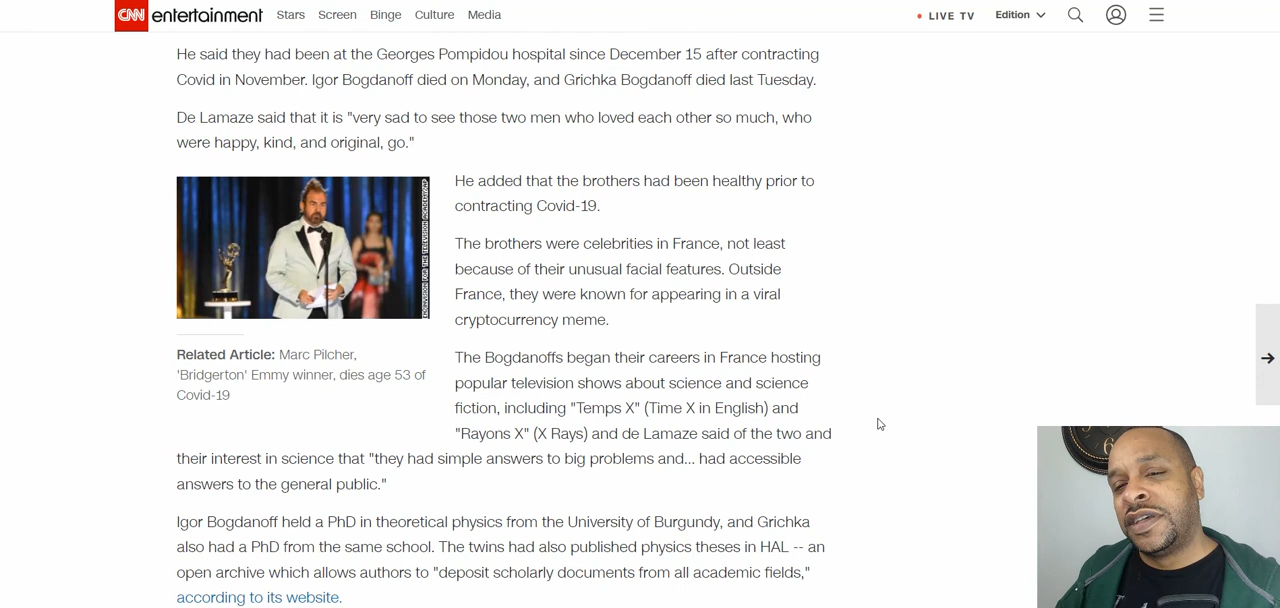 CNN entertainment Stars Screen Binge Culture Media LIVE TV Edition
He said they had been at the Georges Pompidou hospital since December 15 after contracting
Covid in November. Igor Bogdanoff died on Monday, and Grichka Bogdanoff died last Tuesday.
De Lamaze said that it is "very sad to see those two men who loved each other so much, who
were happy, kind, and original, go."
He added that the brothers had been healthy prior to
contracting Covid-19.
The brothers were celebrities in France, not least
because of their unusual facial features. Outside
France, they were known for appearing in a viral
cryptocurrency meme.
Related Article: Marc Pilcher,
'Bridgerton' Emmy winner, dies age 53 of
Covid-19
The Bogdanoffs began their careers in France hosting
popular television shows about science and science
fiction, including "Temps X" (Time X in English) and
"Rayons X" (X Rays) and de Lamaze said of the two and
their interest in science that "they had simple answers to big problems and... had accessible
answers to the general public."
Igor Bogdanoff held a PhD in theoretical physics from the University of Burgundy, and Grichka
also had a PhD from the same school. The twins had also published physics theses in HAL -- an
open archive which allows authors to "deposit scholarly documents from all academic fields,"
according to its website.